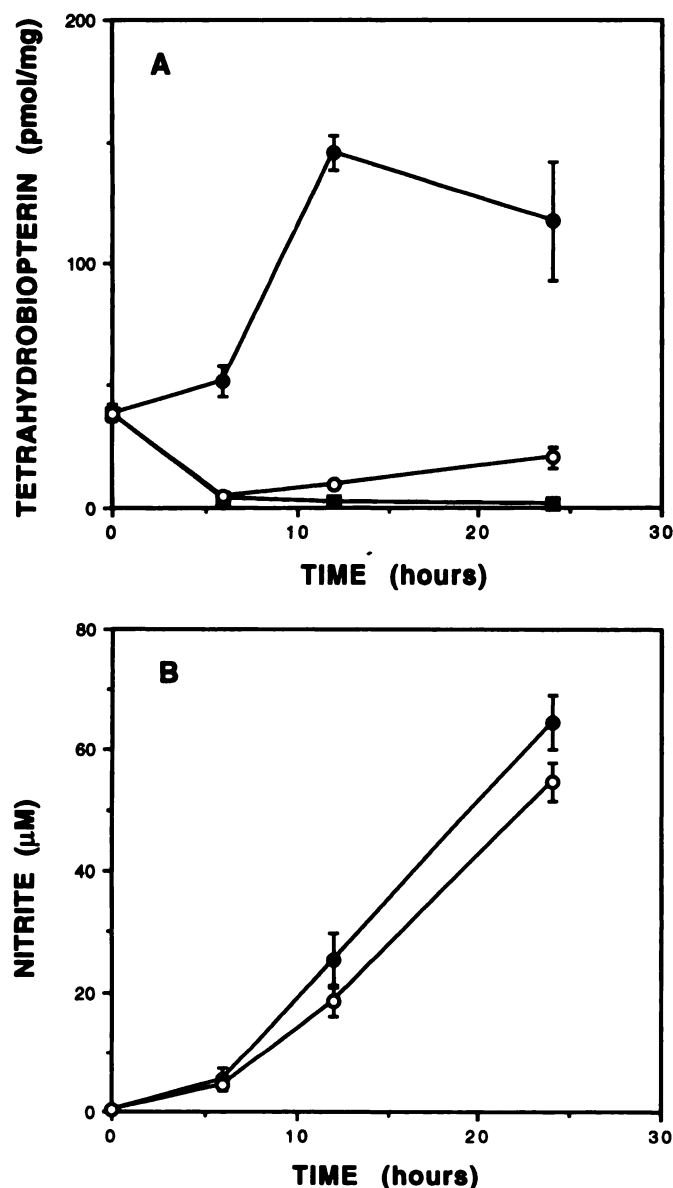 200
A
TETRAHYDROBIOPTERIN (pmol/mg)
100
0
0 10 20 30
TIME (hours)
80
B
60
NITRITE (μM)
40
20
0
0 10 20 30
TIME (hours)